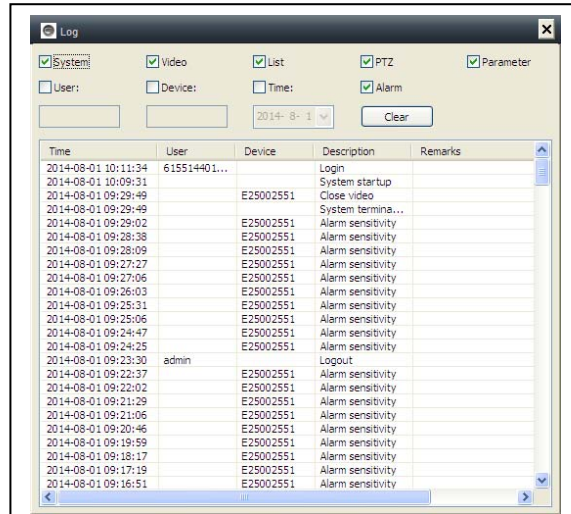 Log
System Video List PTZ Parameter
User: Device: Time: Alarm
2014- 8- 1 Clear
Time User Device Description Remarks
2014-08-01 10:11:34 615514401... Login
2014-08-01 10:09:31 System startup
2014-08-01 09:29:49 E25002551 Close video
2014-08-01 09:29:49 System termina...
2014-08-01 09:29:02 E25002551 Alarm sensitivity
2014-08-01 09:28:38 E25002551 Alarm sensitivity
2014-08-01 09:28:09 E25002551 Alarm sensitivity
2014-08-01 09:27:27 E25002551 Alarm sensitivity
2014-08-01 09:27:06 E25002551 Alarm sensitivity
2014-08-01 09:26:03 E25002551 Alarm sensitivity
2014-08-01 09:25:31 E25002551 Alarm sensitivity
2014-08-01 09:25:06 E25002551 Alarm sensitivity
2014-08-01 09:24:47 E25002551 Alarm sensitivity
2014-08-01 09:24:25 E25002551 Alarm sensitivity
2014-08-01 09:23:30 admin Logout
2014-08-01 09:22:37 E25002551 Alarm sensitivity
2014-08-01 09:22:02 E25002551 Alarm sensitivity
2014-08-01 09:21:29 E25002551 Alarm sensitivity
2014-08-01 09:21:06 E25002551 Alarm sensitivity
2014-08-01 09:20:46 E25002551 Alarm sensitivity
2014-08-01 09:19:59 E25002551 Alarm sensitivity
2014-08-01 09:18:17 E25002551 Alarm sensitivity
2014-08-01 09:17:19 E25002551 Alarm sensitivity
2014-08-01 09:16:51 E25002551 Alarm sensitivity